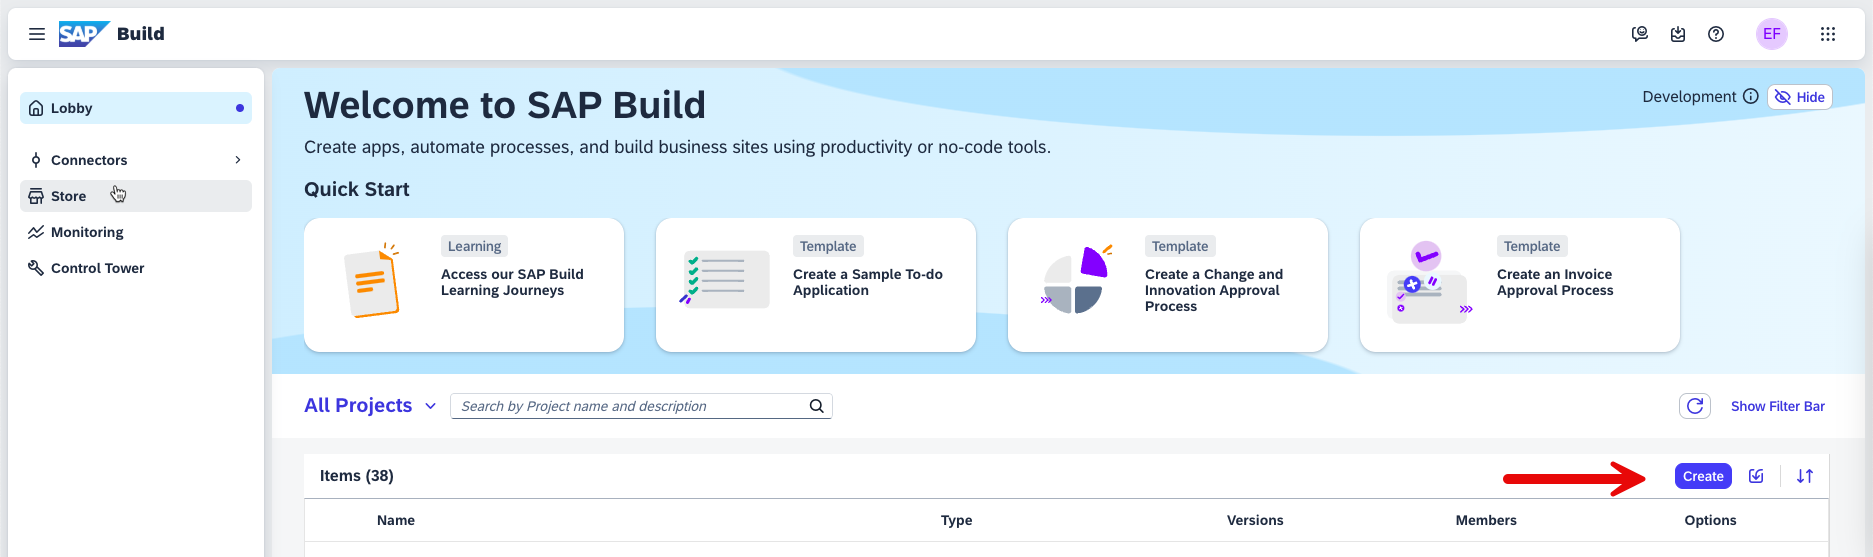 SAP Build
EF
Lobby
Connectors
Store
Monitoring
Control Tower
Welcome to SAP Build
Development
Hide
Create apps, automate processes, and build business sites using productivity or no-code tools.
Quick Start
Learning
Access our SAP Build
Learning Journeys
Template
Create a Sample To-do
Application
Template
Create a Change and
Innovation Approval
Process
Template
Create an Invoice
Approval Process
All Projects
Search by Project name and description
Show Filter Bar
Items (38)
Create
Name Type Versions Members Options